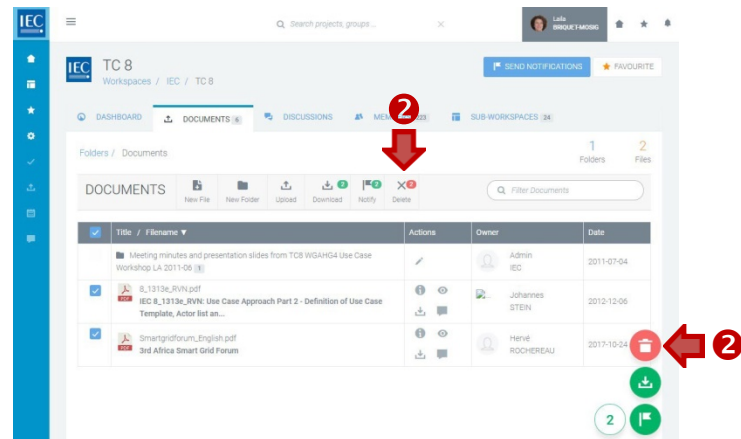 IEC
Search projects, groups ...
Laila
BRIQUET-MOSIG
IEC
TC 8
Workspaces / IEC / TC 8
SEND NOTIFICATIONS
FAVOURITE
2
DASHBOARD
DOCUMENTS 6
DISCUSSIONS
SUB-WORKSPACES 24
Folders / Documents
1
Folders
2
Files
DOCUMENTS
New File
New Folder
Upload
2
Download
2
Notify
2
Delete
Filter Documents
Title / Filename ▼
Actions
Owner
Date
Meeting minutes and presentation slides from TC8 WGAHG4 Use Case
Workshop LA 2011-06 1
Admin
IEC
2011-07-04
PDF
8_1313e_RVN.pdf
IEC 8_1313e_RVN: Use Case Approach Part 2 - Definition of Use Case
Template, Actor list an...
Johannes
STEIN
2012-12-06
PDF
Smartgridforum_English.pdf
3rd Africa Smart Grid Forum
Hervé
ROCHEREAU
2017-10-24
2
2